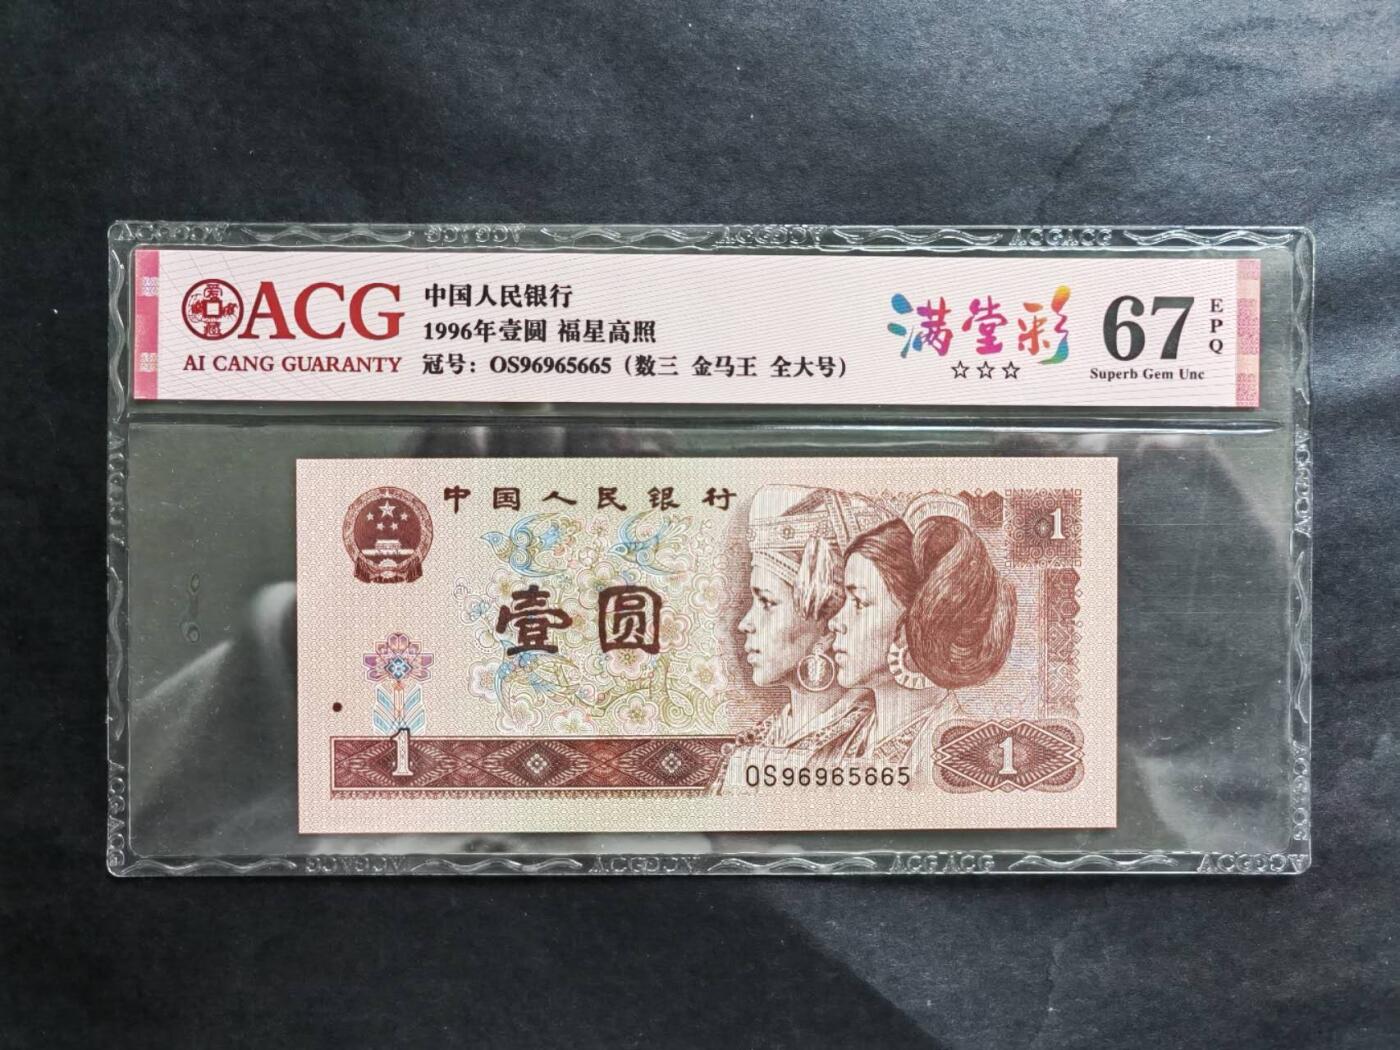 ACG
AI CANG GUARANTY
中国人民银行
1996年壹圆 福星高照
冠号：OS96965665（数三 金马王 全大号）
满堂彩
☆☆☆
67
EPQ
Superb Gem Unc
中国人民银行
1
壹圆
1
1
OS96965665